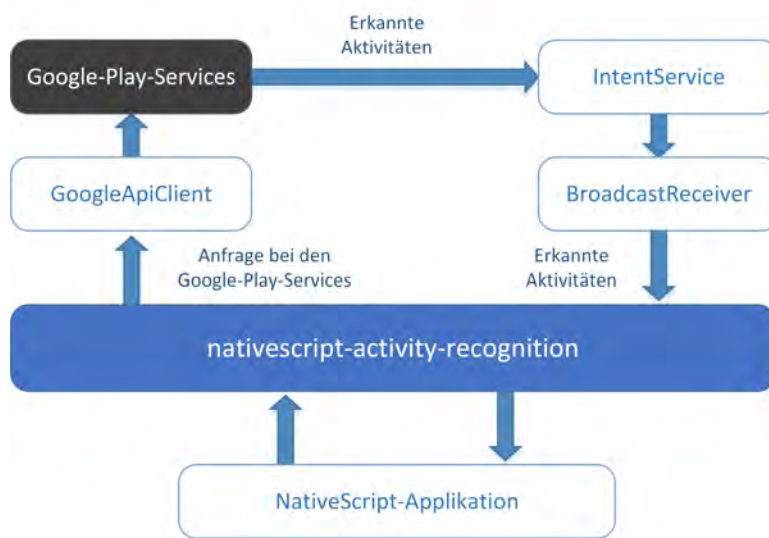 Erkannte
Aktivitäten
Google-Play-Services
IntentService
GoogleApiClient
BroadcastReceiver
Anfrage bei den
Google-Play-Services
Erkannte
Aktivitäten
nativescript-activity-recognition
NativeScript-Applikation